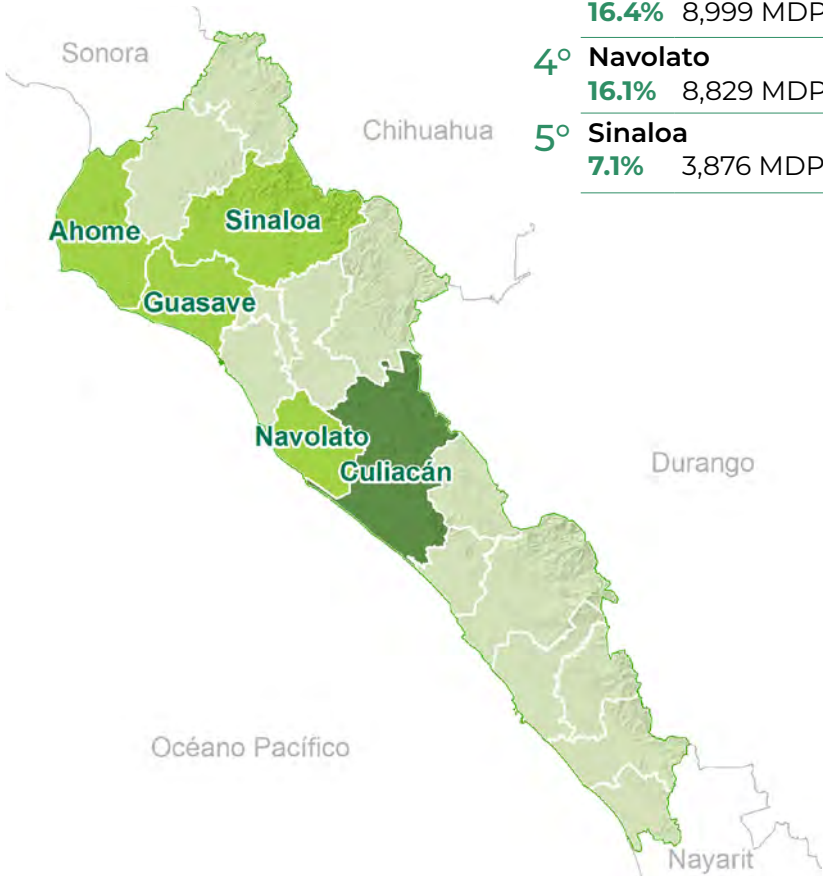 16.4% 8,999 MDP
4° Navolato
16.1% 8,829 MDP
5° Sinaloa
7.1% 3,876 MDP
Sonora
Chihuahua
Ahome
Sinaloa
Guasave
Navolato
Culiacán
Durango
Océano Pacífico
Nayarit